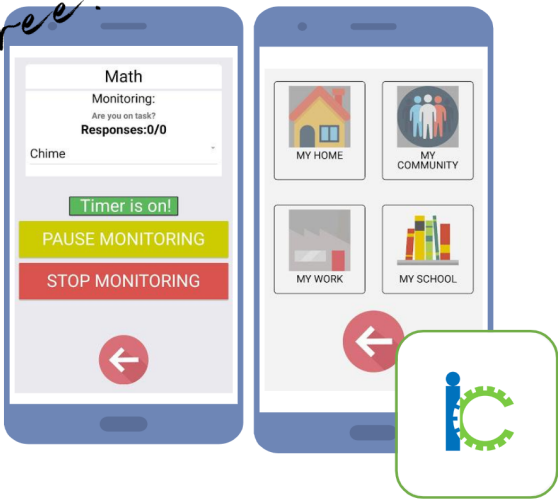 Math
Monitoring:
Are you on task?
Responses:0/0
Chime
Timer is on!
PAUSE MONITORING
STOP MONITORING
MY HOME
MY
COMMUNITY
MY WORK
MY SCHOOL
ic